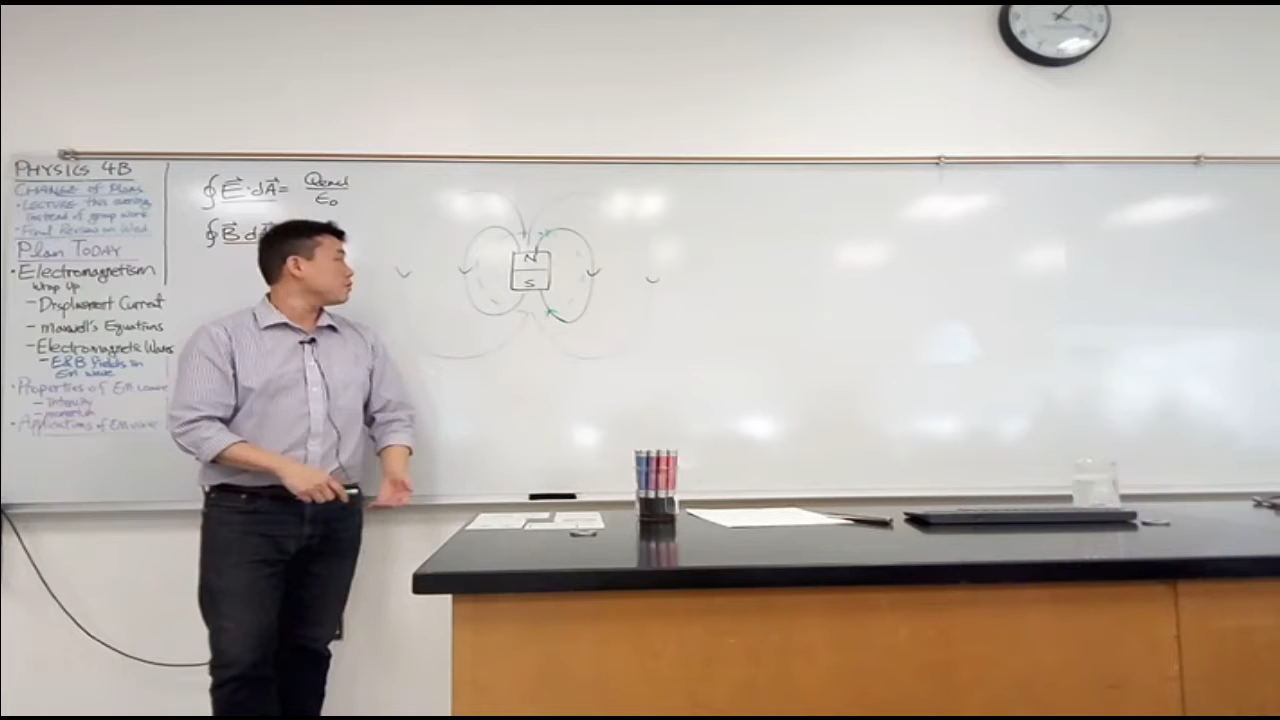 PHYSICS 4B
CHANGE of Plans
• LECTURE this evening
instead of group work
• Final Review on Wed.
Plan TODAY
• Electromagnetism
wrap up
- Displacement Current
- Maxwell's Equations
- Electromagnetic Waves
- E&B fields in
EM wave
• Properties of EM wave
- Intensity
- momentum
• Applications of EM wave
∮E⃗·dA⃗= Qencl/ε₀
∮B⃗ d
N
S